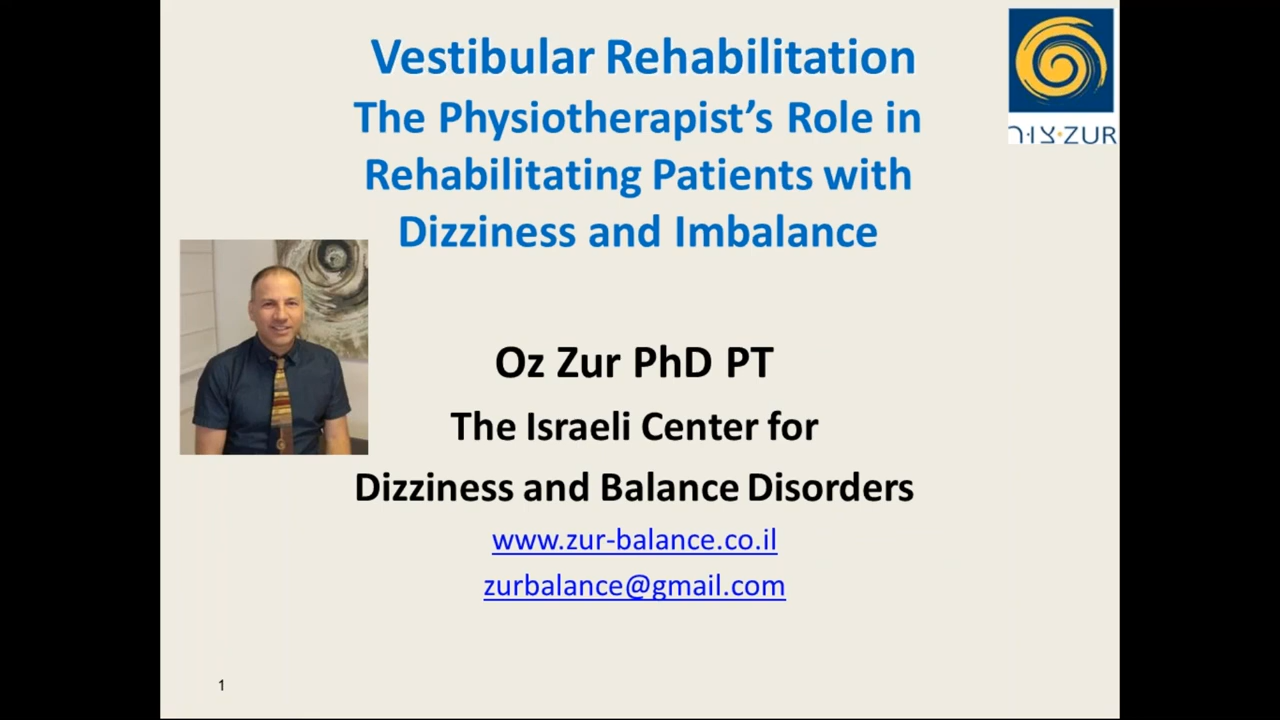 Vestibular Rehabilitation
The Physiotherapist’s Role in
Rehabilitating Patients with
Dizziness and Imbalance
צור ZUR
Oz Zur PhD PT
The Israeli Center for
Dizziness and Balance Disorders
www.zur-balance.co.il
zurbalance@gmail.com
1